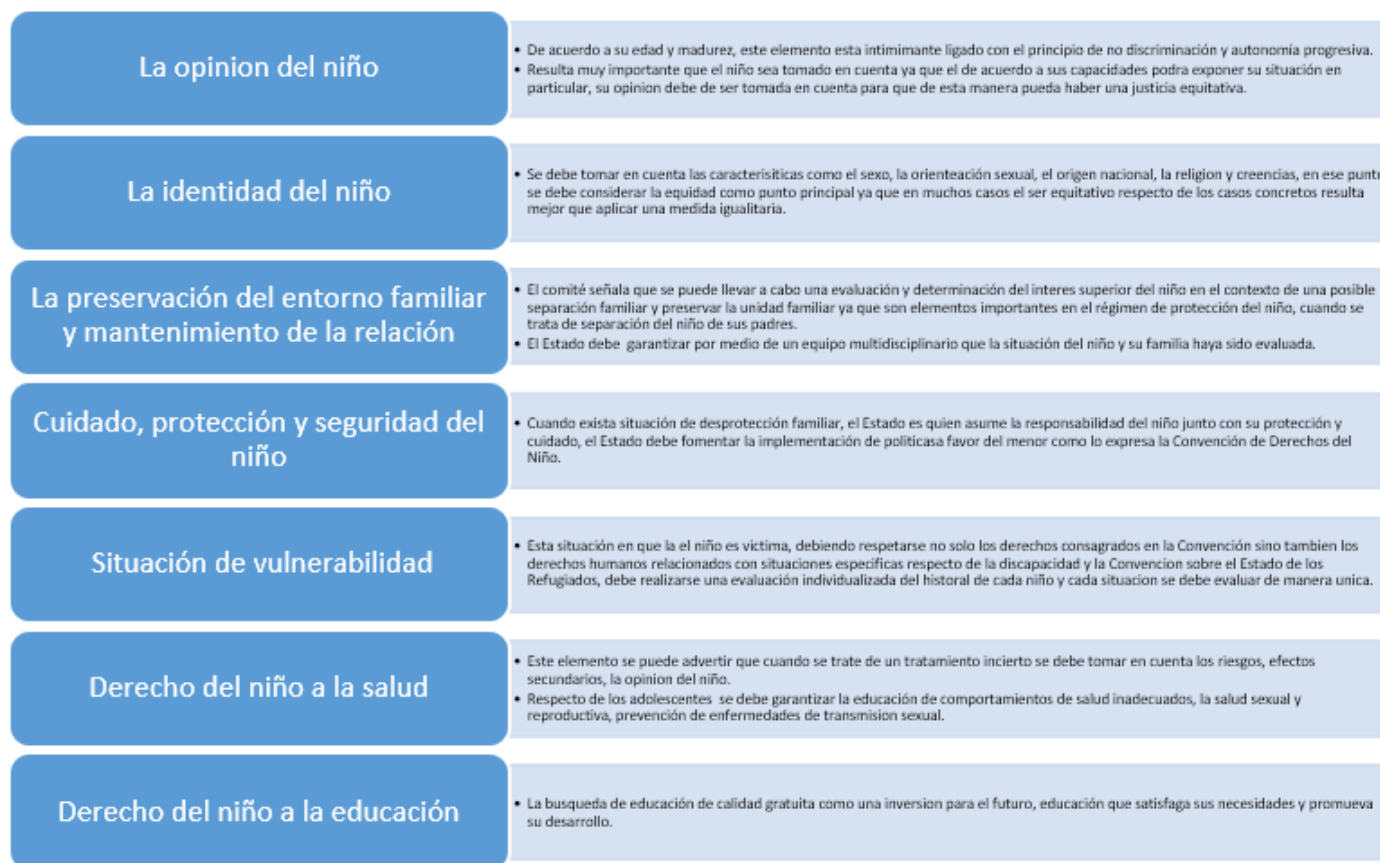 La opinion del niño
• De acuerdo a su edad y madurez, este elemento esta intimimante ligado con el principio de no discriminación y autonomía progresiva.
• Resulta muy importante que el niño sea tomado en cuenta ya que el de acuerdo a sus capacidades podra exponer su situación en
particular, su opinion debe de ser tomada en cuenta para que de esta manera pueda haber una justicia equitativa.
La identidad del niño
• Se debe tomar en cuenta las caracterisiticas como el sexo, la orienteación sexual, el origen nacional, la religion y creencias, en ese punto
se debe considerar la equidad como punto principal ya que en muchos casos el ser equitativo respecto de los casos concretos resulta
mejor que aplicar una medida igualitaria.
La preservación del entorno familiar
y mantenimiento de la relación
• El comité señala que se puede llevar a cabo una evaluación y determinación del interes superior del niño en el contexto de una posible
separación familiar y preservar la unidad familiar ya que son elementos importantes en el régimen de protección del niño, cuando se
trata de separación del niño de sus padres.
• El Estado debe garantizar por medio de un equipo multidisciplinario que la situación del niño y su familia haya sido evaluada.
Cuidado, protección y seguridad del
niño
• Cuando exista situación de desprotección familiar, el Estado es quien asume la responsabilidad del niño junto con su protección y
cuidado, el Estado debe fomentar la implementación de politicasa favor del menor como lo expresa la Convención de Derechos del
Niño.
Situación de vulnerabilidad
• Esta situación en que la el niño es victima, debiendo respetarse no solo los derechos consagrados en la Convención sino tambien los
derechos humanos relacionados con situaciones especificas respecto de la discapacidad y la Convencion sobre el Estado de los
Refugiados, debe realizarse una evaluación individualizada del historal de cada niño y cada situacion se debe evaluar de manera unica.
Derecho del niño a la salud
• Este elemento se puede advertir que cuando se trate de un tratamiento incierto se debe tomar en cuenta los riesgos, efectos
secundarios, la opinion del niño.
• Respecto de los adolescentes se debe garantizar la educación de comportamientos de salud inadecuados, la salud sexual y
reproductiva, prevención de enfermedades de transmision sexual.
Derecho del niño a la educación
• La busqueda de educación de calidad gratuita como una inversion para el futuro, educación que satisfaga sus necesidades y promueva
su desarrollo.